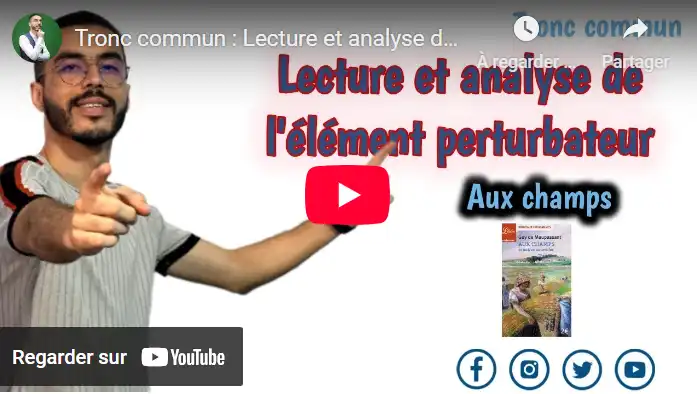 Tronc commun : Lecture et analyse d...
Tronc commun
À regarder ...
Partager
Lecture et analyse de
l'élément perturbateur
Aux champs
Guy de Maupassant
AUX CHAMPS
Regarder sur YouTube